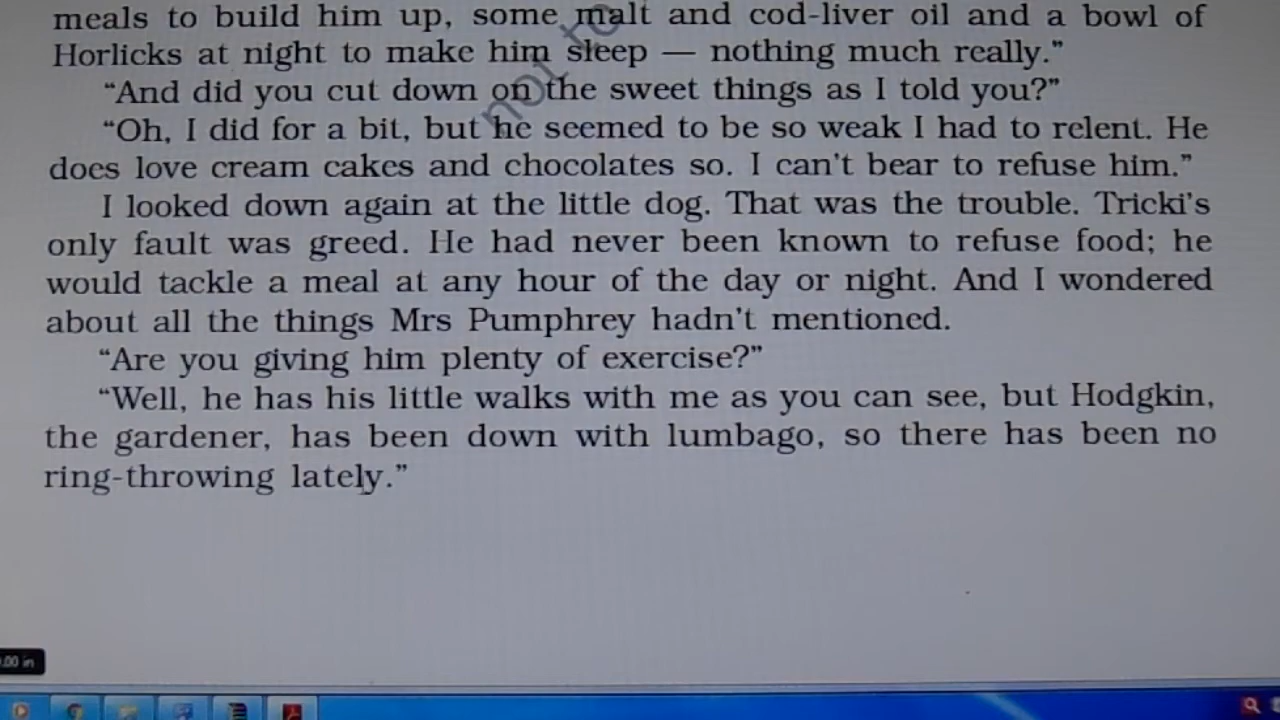 meals to build him up, some malt and cod-liver oil and a bowl of
Horlicks at night to make him sleep — nothing much really.”
“And did you cut down on the sweet things as I told you?”
“Oh, I did for a bit, but he seemed to be so weak I had to relent. He
does love cream cakes and chocolates so. I can't bear to refuse him.”
I looked down again at the little dog. That was the trouble. Tricki's
only fault was greed. He had never been known to refuse food; he
would tackle a meal at any hour of the day or night. And I wondered
about all the things Mrs Pumphrey hadn't mentioned.
“Are you giving him plenty of exercise?”
“Well, he has his little walks with me as you can see, but Hodgkin,
the gardener, has been down with lumbago, so there has been no
ring-throwing lately.”
not to
.00 in